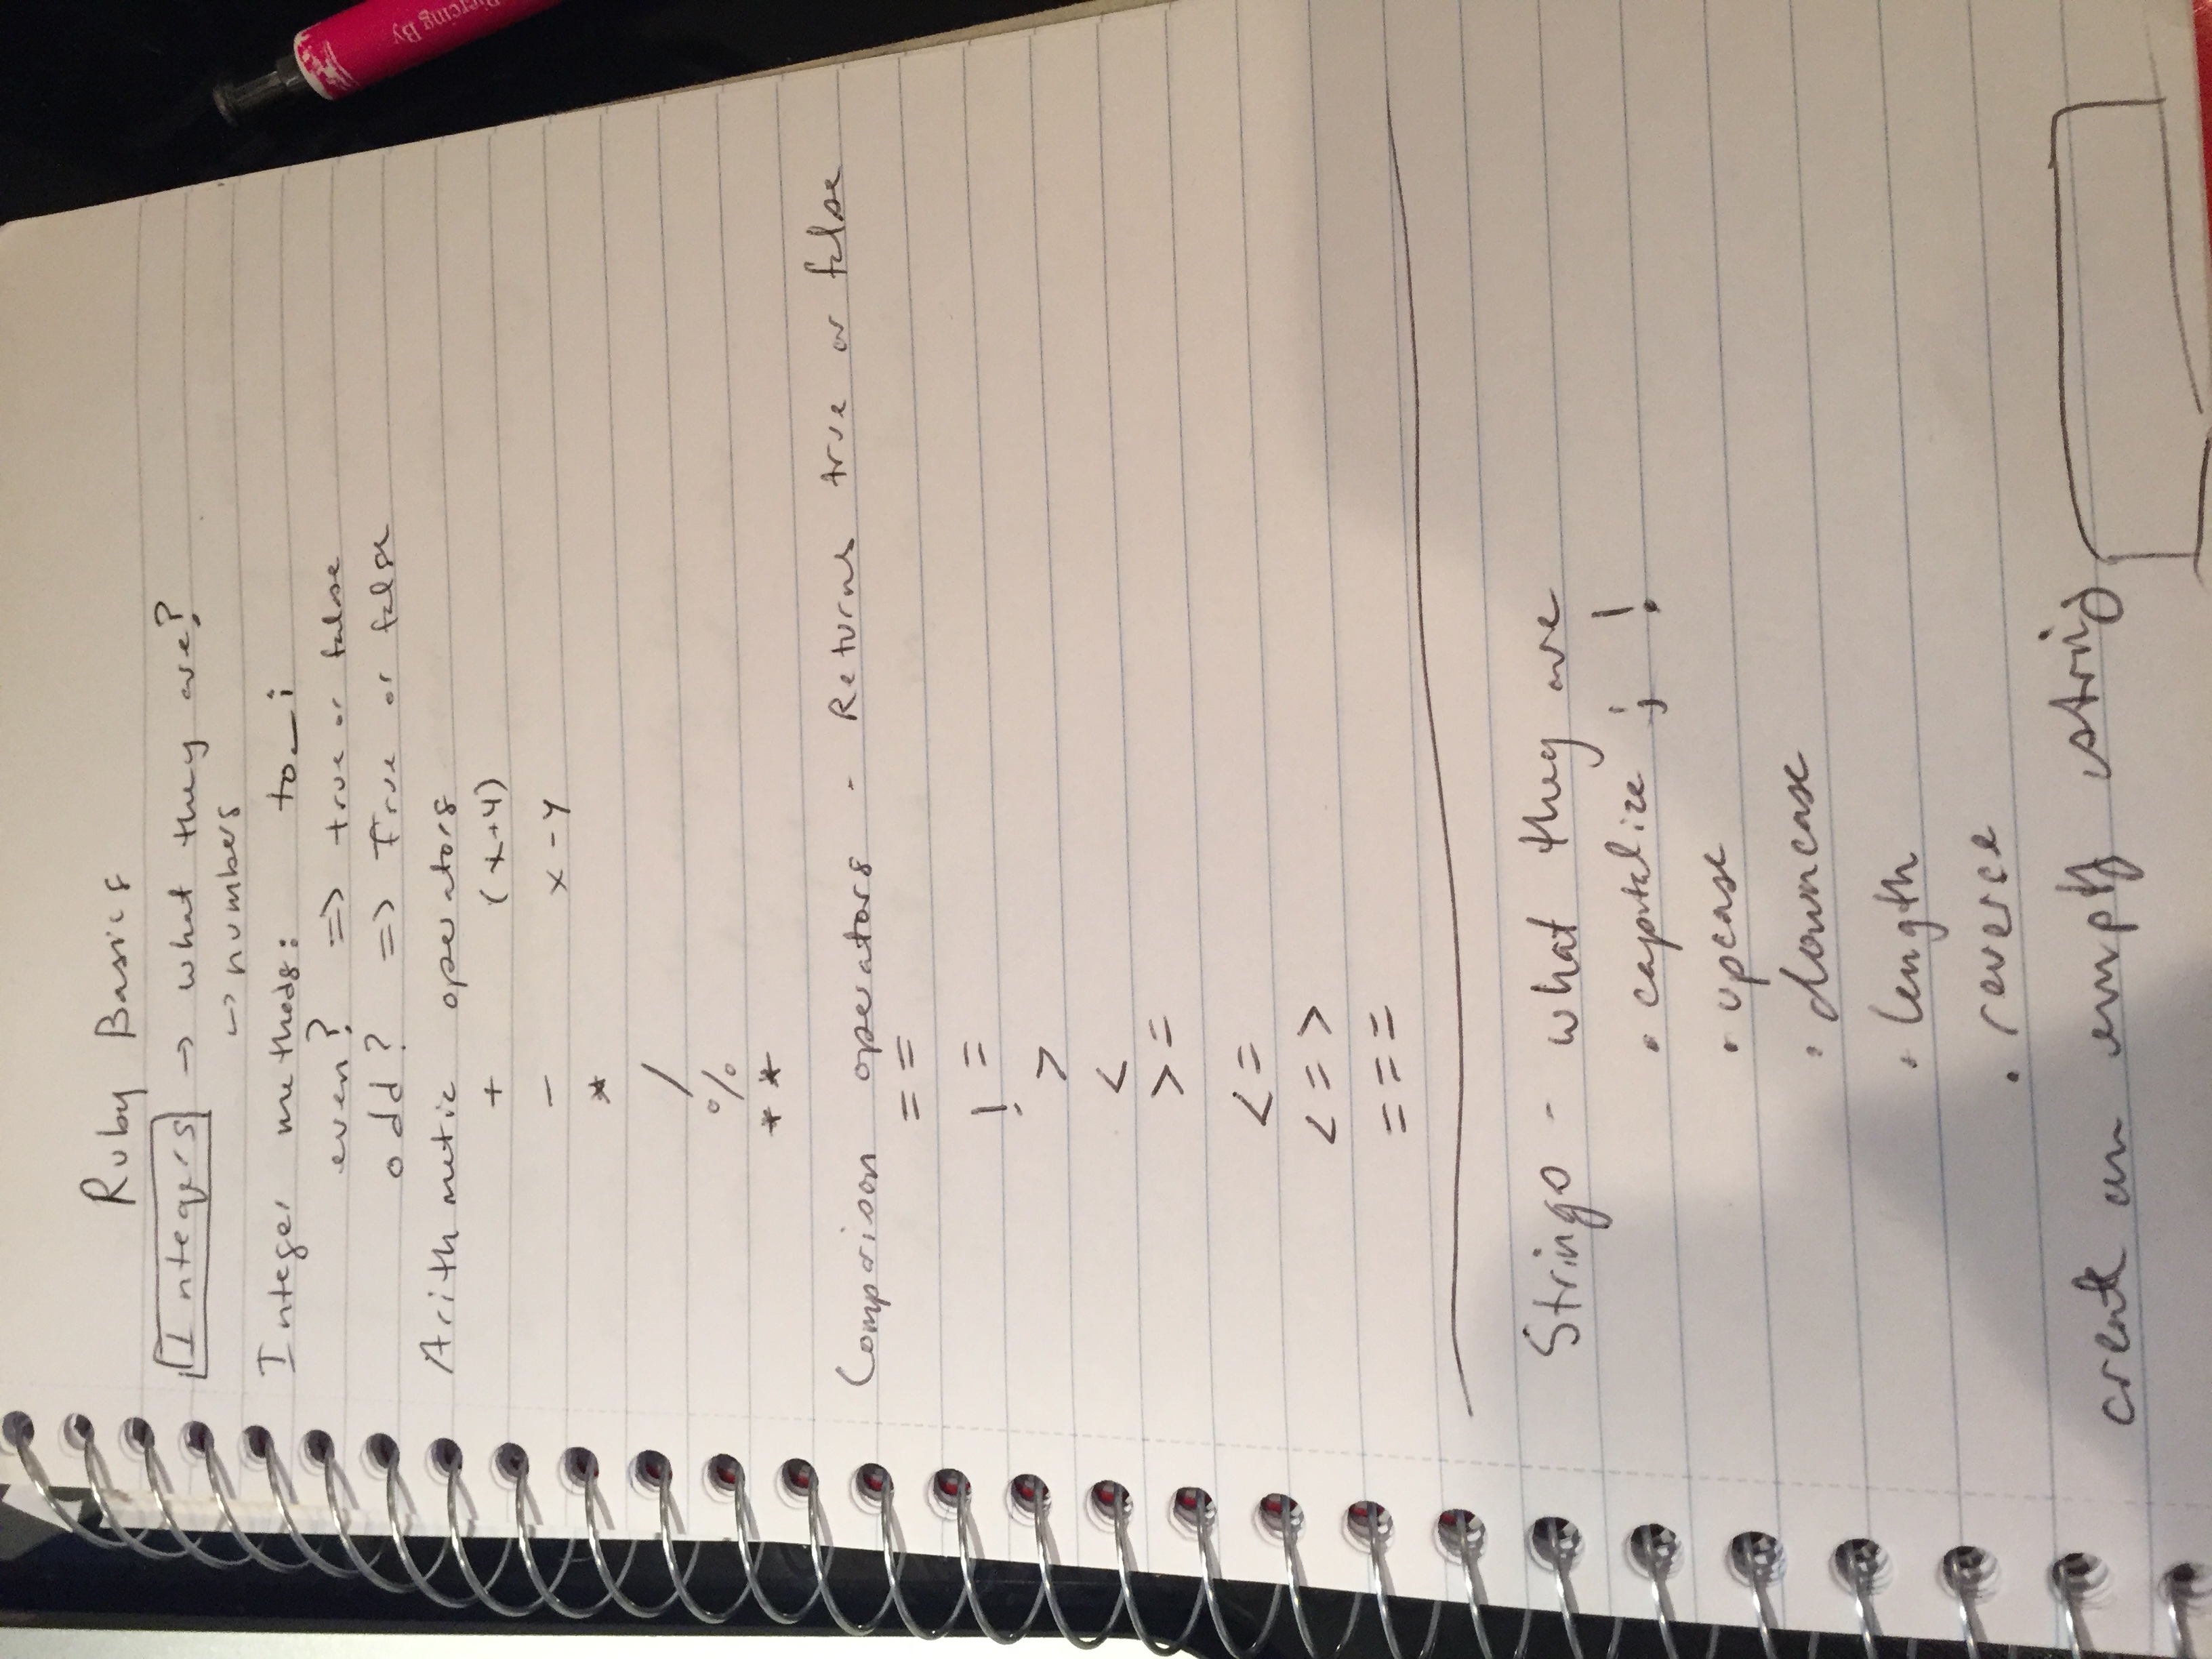 Ruby Basics
Integers → what they are?
↳ numbers
Integer methods: to_i
even? => true or false
odd? => True or false
Arithmetic operators
+ (x+y)
- x-y
*
/
%
**
Comparison operators - Returns true or false
==
!=
>
<
>=
<=
<=>
===
Strings - what they are
• capitalize ; !
• upcase
• downcase
• length
• reverse
create an empty string
Piercing By